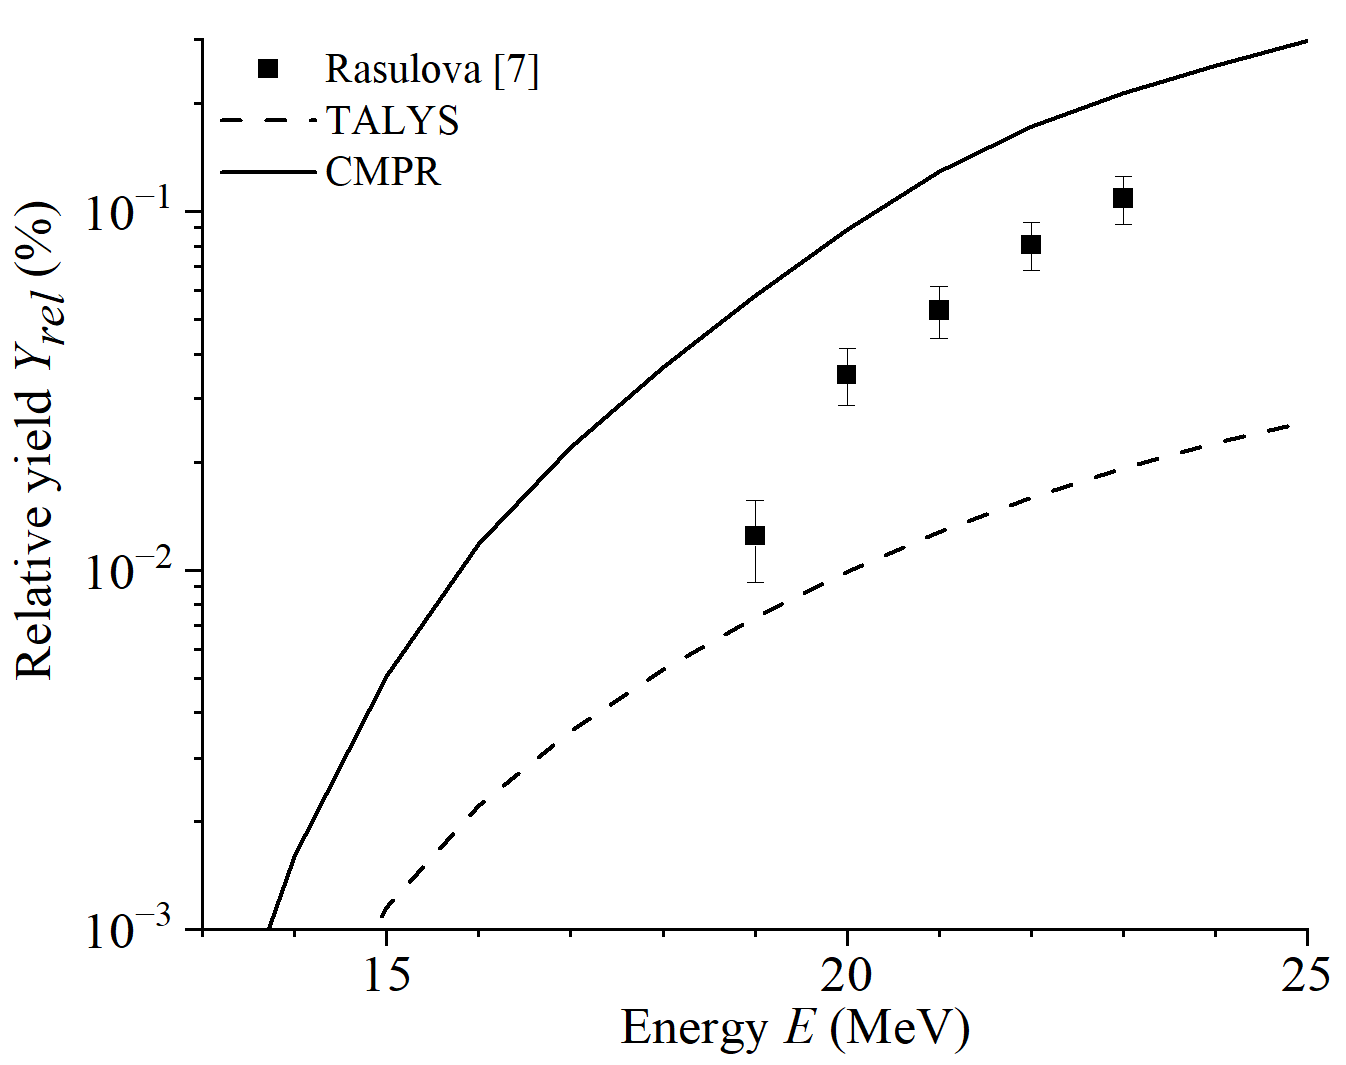 Rasulova [7]
TALYS
CMPR
Relative yield Y_rel (%)
10⁻¹
10⁻²
10⁻³
15
20
25
Energy E (MeV)